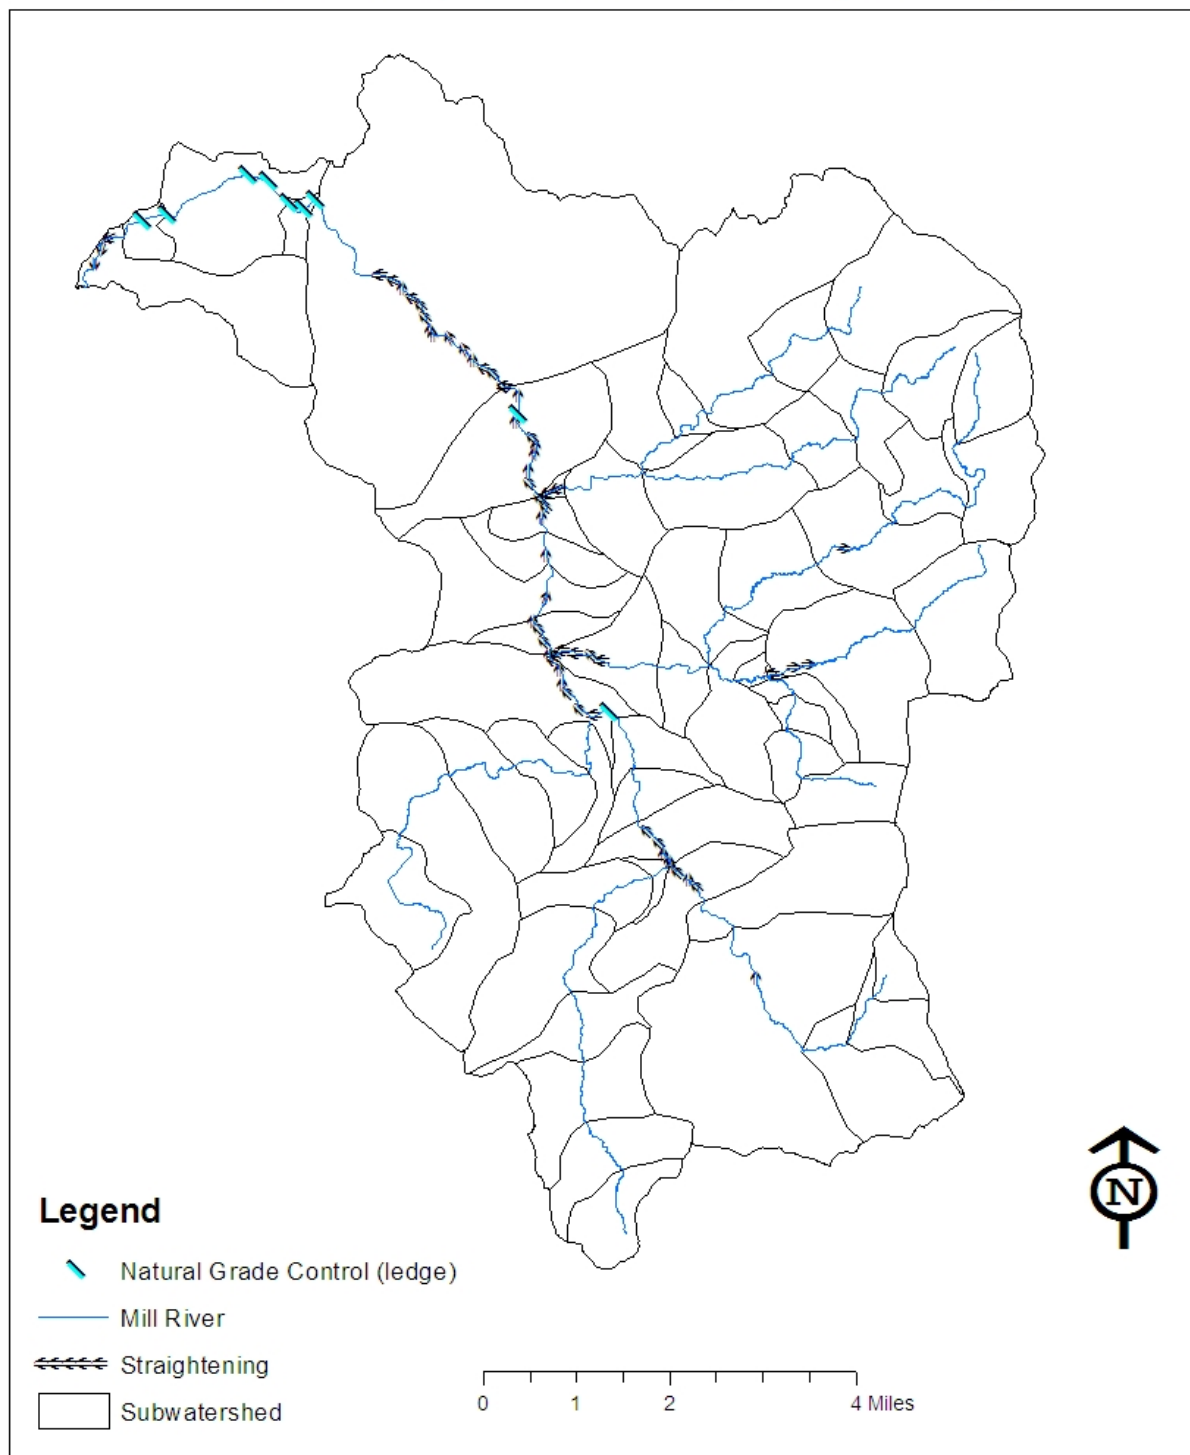 Legend
Natural Grade Control (ledge)
Mill River
Straightening
Subwatershed
0 1 2 4 Miles
N